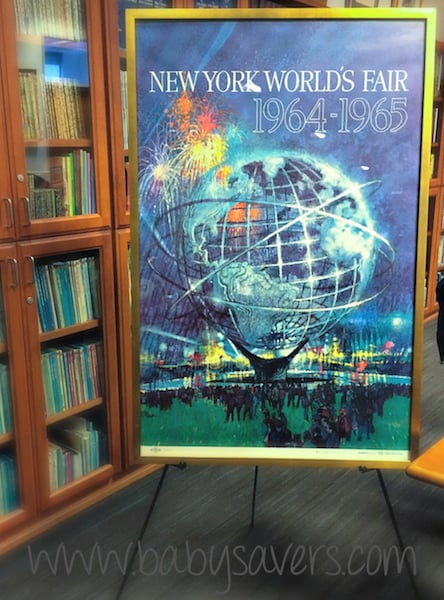 NEW YORK WORLD'S FAIR
1964-1965
www.babysavers.com